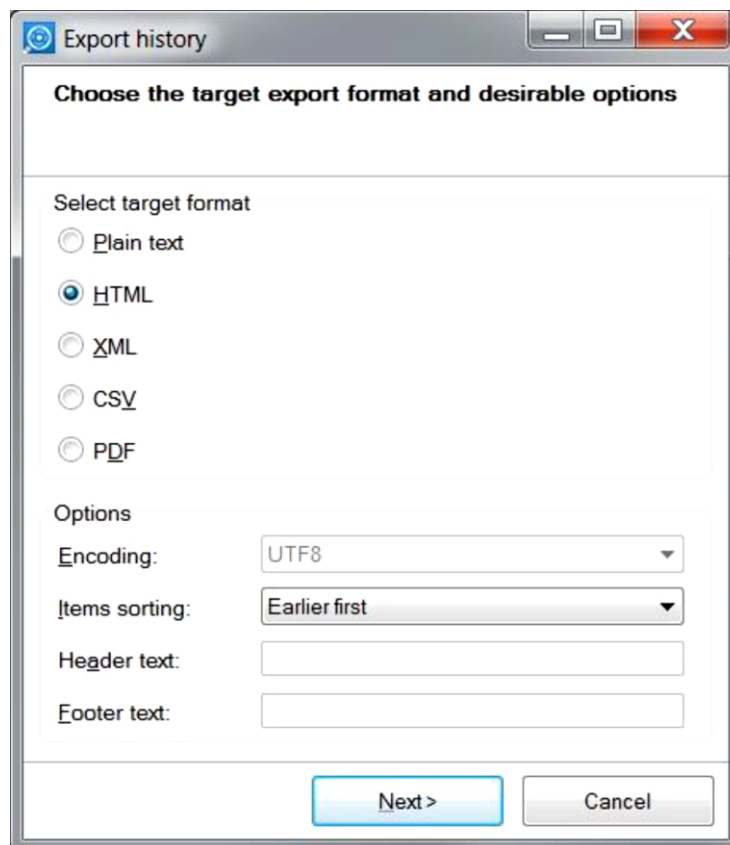 Export history
Choose the target export format and desirable options
Select target format
Plain text
HTML
XML
CSV
PDF
Options
Encoding: UTF8
Items sorting: Earlier first
Header text:
Footer text:
Next > Cancel